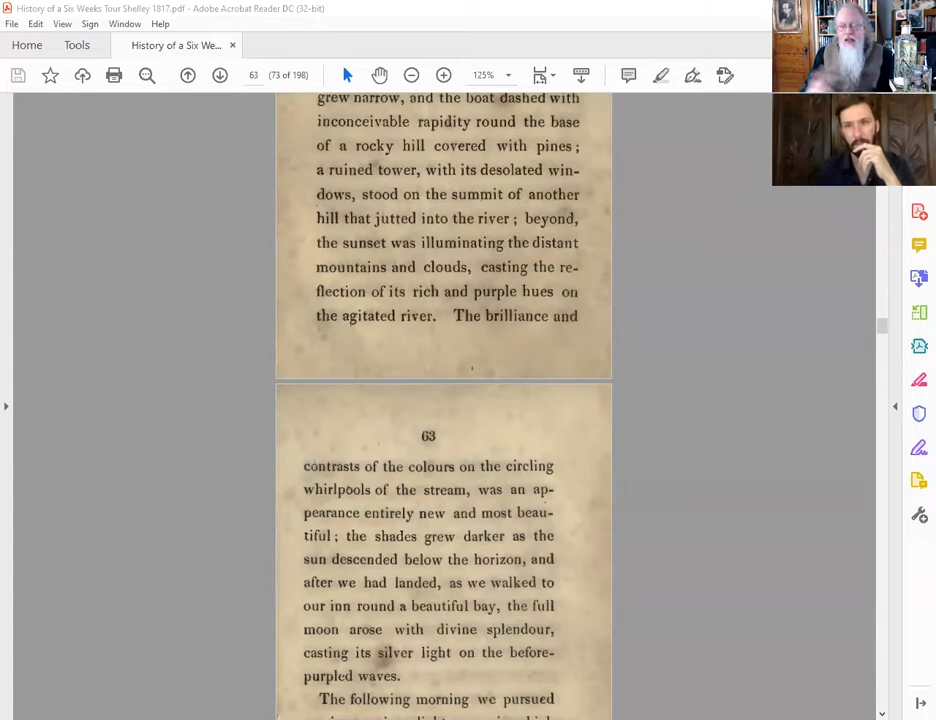 History of a Six Weeks Tour Shelley 1817.pdf - Adobe Acrobat Reader DC (32-bit)
File Edit View Sign Window Help
Home Tools History of a Six We... ×
63 (73 of 198) 125%
grew narrow, and the boat dashed with
inconceivable rapidity round the base
of a rocky hill covered with pines;
a ruined tower, with its desolated win-
dows, stood on the summit of another
hill that jutted into the river; beyond,
the sunset was illuminating the distant
mountains and clouds, casting the re-
flection of its rich and purple hues on
the agitated river. The brilliance and
63
contrasts of the colours on the circling
whirlpools of the stream, was an ap-
pearance entirely new and most beau-
tiful; the shades grew darker as the
sun descended below the horizon, and
after we had landed, as we walked to
our inn round a beautiful bay, the full
moon arose with divine splendour,
casting its silver light on the before-
purpled waves.
The following morning we pursued